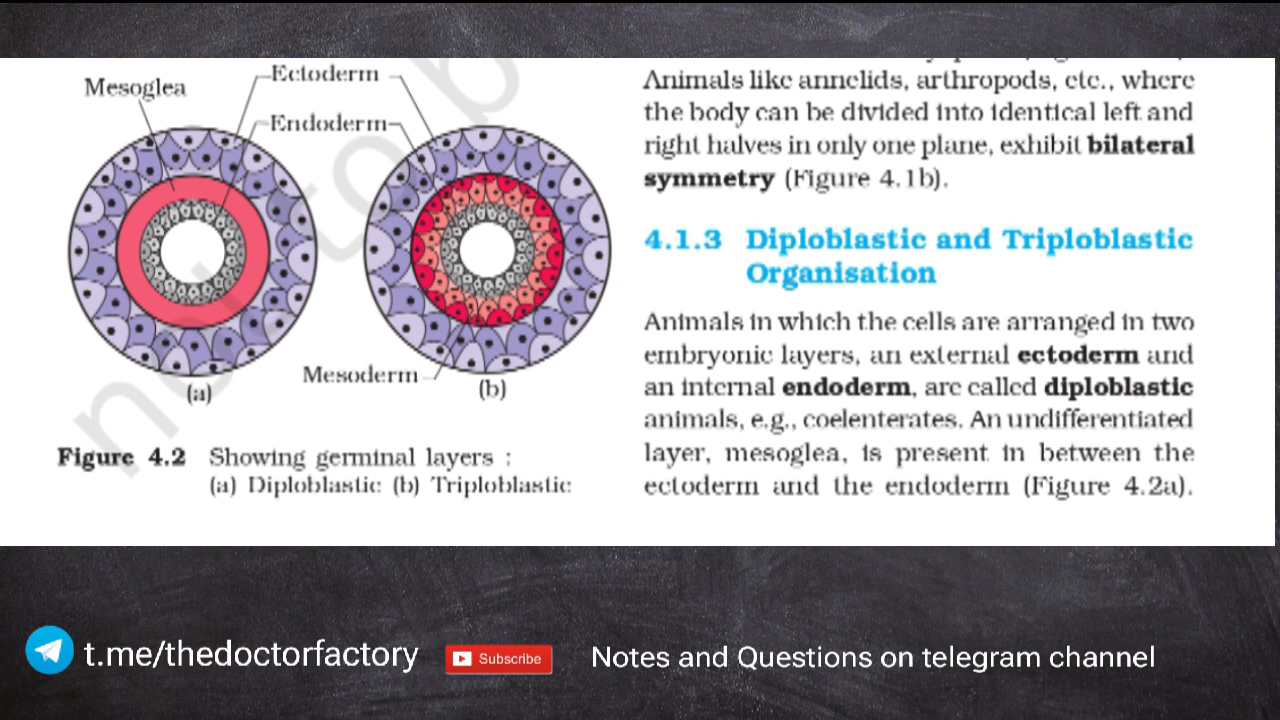 Mesoglea
Ectoderm
Endoderm
Mesoderm
(a)
(b)
Figure 4.2 Showing germinal layers :
(a) Diploblastic (b) Triploblastic
Animals like annelids, arthropods, etc., where
the body can be divided into identical left and
right halves in only one plane, exhibit bilateral
symmetry (Figure 4.1b).
4.1.3 Diploblastic and Triploblastic
Organisation
Animals in which the cells are arranged in two
embryonic layers, an external ectoderm and
an internal endoderm, are called diploblastic
animals, e.g., coelenterates. An undifferentiated
layer, mesoglea, is present in between the
ectoderm and the endoderm (Figure 4.2a).
not to b
t.me/thedoctorfactory
Subscribe
Notes and Questions on telegram channel